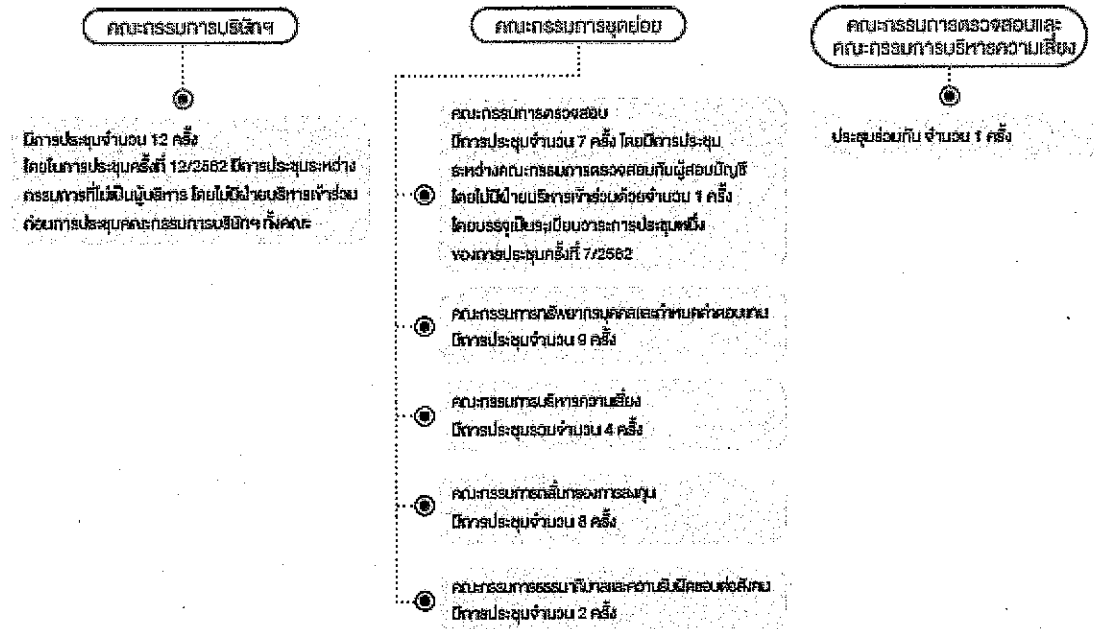 คณะกรรมการบริษัทฯ
มีการประชุมจำนวน 12 ครั้ง
โดยในการประชุมครั้งที่ 12/2562 มีการประชุมระหว่าง
กรรมการที่ไม่เป็นผู้บริหาร โดยไม่มีฝ่ายบริหารเข้าร่วม
ก่อนการประชุมคณะกรรมการบริษัทฯ ทั้งคณะ
คณะกรรมการชุดย่อย
คณะกรรมการตรวจสอบ
มีการประชุมจำนวน 7 ครั้ง โดยมีการประชุม
ระหว่างคณะกรรมการตรวจสอบกับผู้สอบบัญชี
โดยไม่มีฝ่ายบริหารเข้าร่วมด้วยจำนวน 1 ครั้ง
โดยบรรจุเป็นระเบียบวาระการประชุมหนึ่ง
ของการประชุมครั้งที่ 7/2562
คณะกรรมการทรัพยากรบุคคลและกำหนดค่าตอบแทน
มีการประชุมจำนวน 9 ครั้ง
คณะกรรมการบริหารความเสี่ยง
มีการประชุมรวมจำนวน 4 ครั้ง
คณะกรรมการกลั่นกรองการลงทุน
มีการประชุมจำนวน 8 ครั้ง
คณะกรรมการธรรมาภิบาลและความรับผิดชอบต่อสังคม
มีการประชุมจำนวน 2 ครั้ง
คณะกรรมการตรวจสอบและ
คณะกรรมการบริหารความเสี่ยง
ประชุมร่วมกัน จำนวน 1 ครั้ง